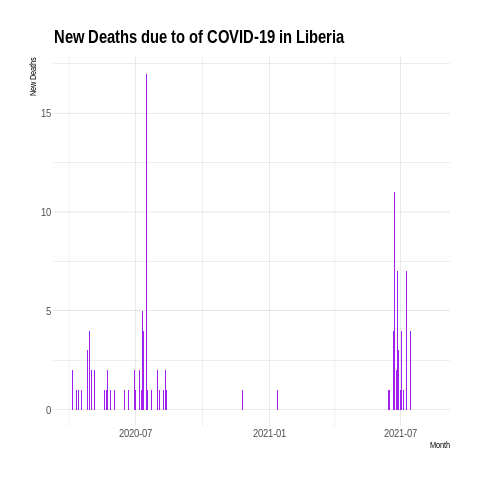 New Deaths due to of COVID-19 in Liberia
New Deaths
15
10
5
0
2020-07
2021-01
2021-07
Month